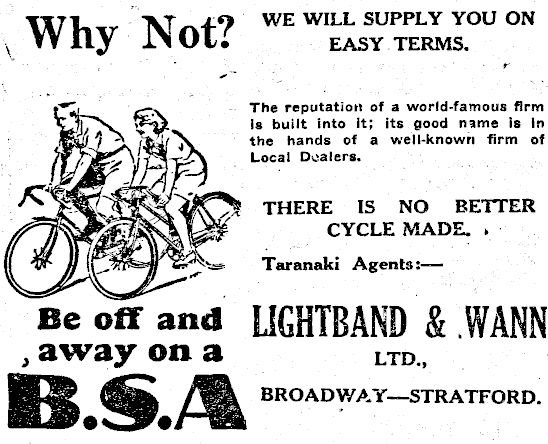 Why Not?
Be off and
away on a
B.S.A
WE WILL SUPPLY YOU ON
EASY TERMS.
The reputation of a world-famous firm
is built into it; its good name is in
the hands of a well-known firm of
Local Dealers.
THERE IS NO BETTER
CYCLE MADE.
Taranaki Agents:—
LIGHTBAND & WANN
LTD.,
BROADWAY—STRATFORD.